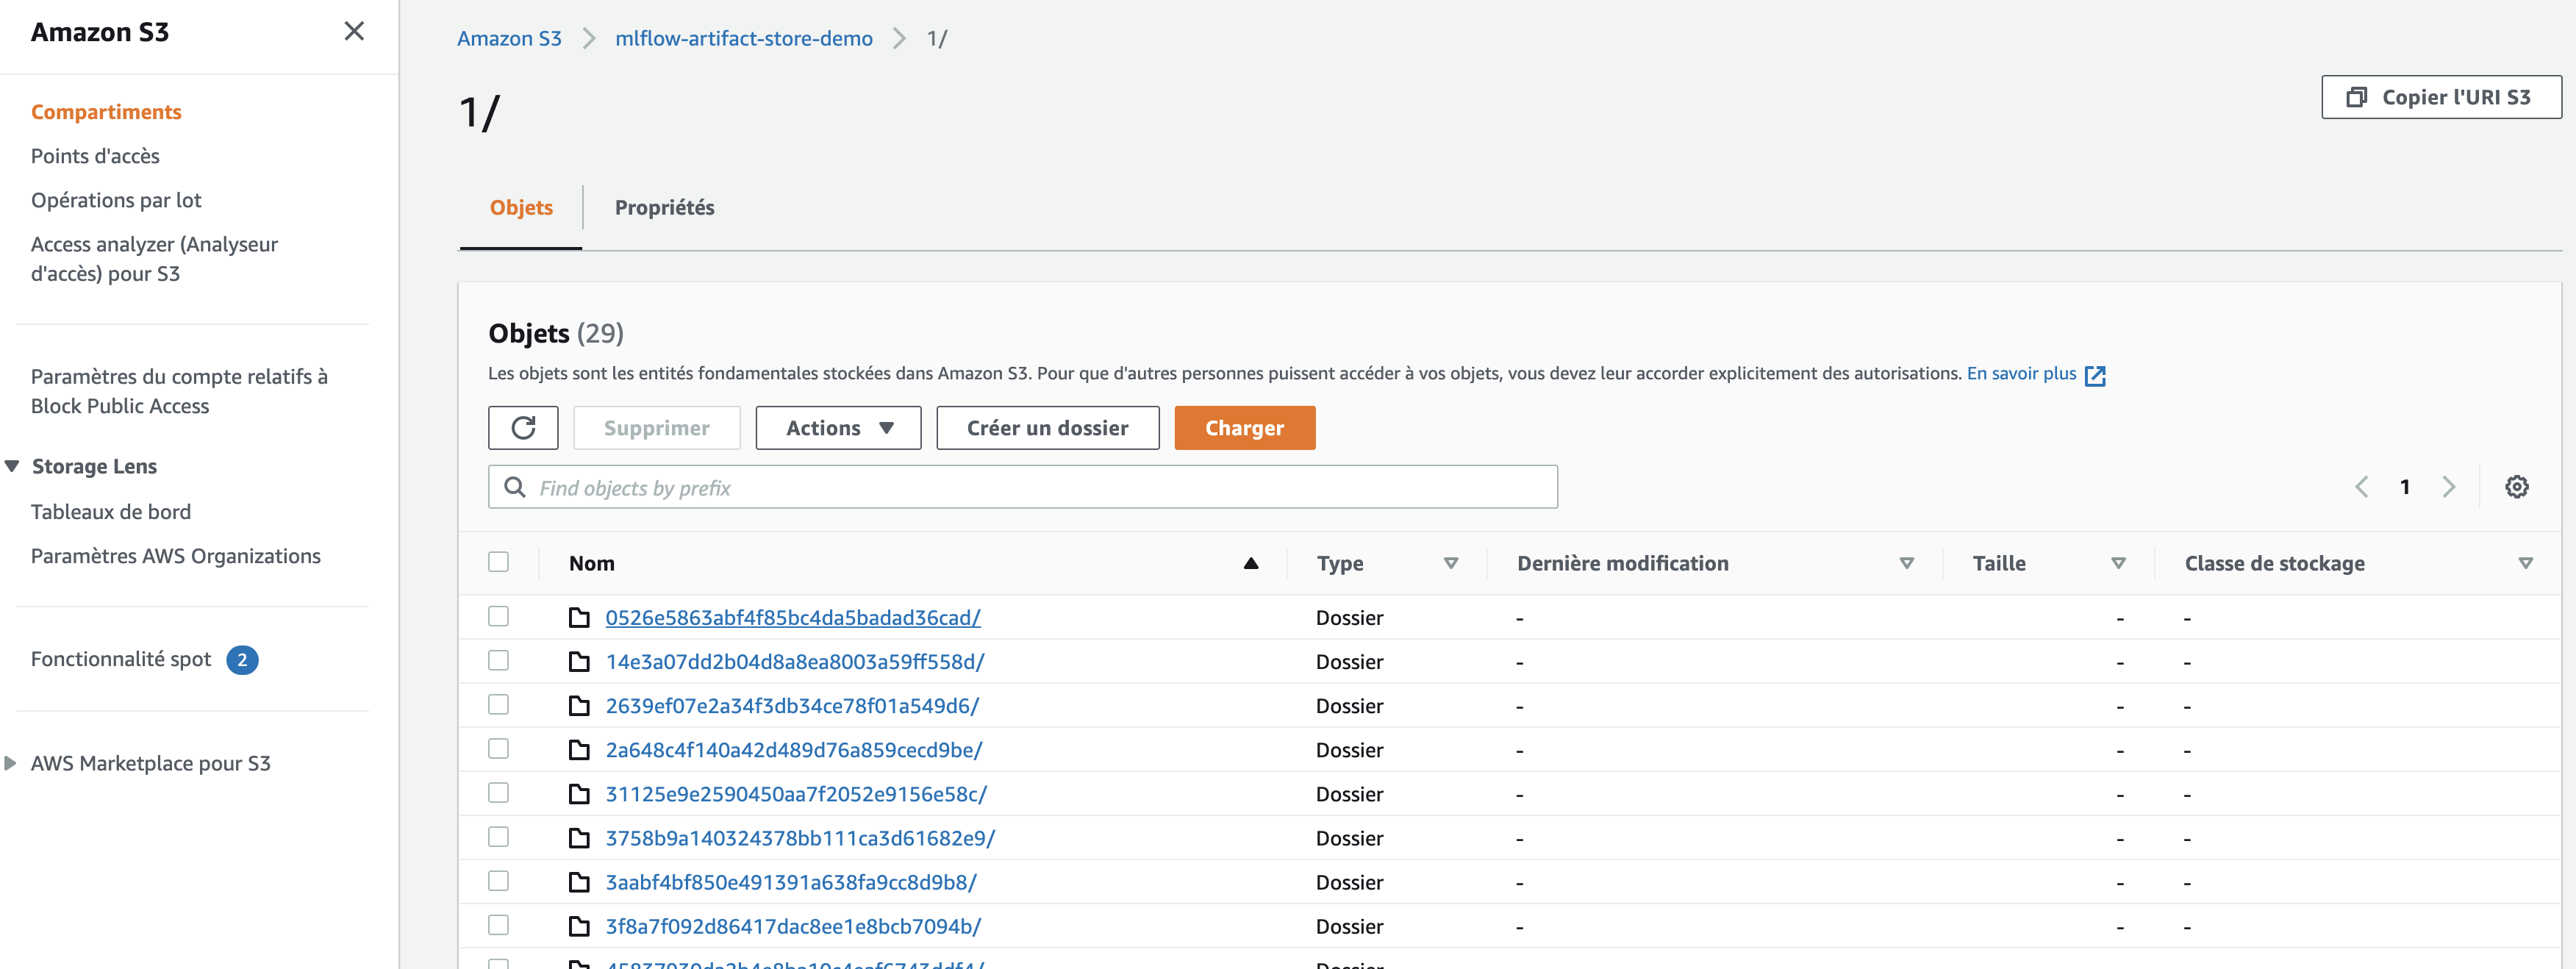 Amazon S3
Compartiments
Points d'accès
Opérations par lot
Access analyzer (Analyseur
d'accès) pour S3
Paramètres du compte relatifs à
Block Public Access
Storage Lens
Tableaux de bord
Paramètres AWS Organizations
Fonctionnalité spot 2
AWS Marketplace pour S3
Amazon S3 mlflow-artifact-store-demo 1/
1/
Copier l'URI S3
Objets Propriétés
Objets (29)
Les objets sont les entités fondamentales stockées dans Amazon S3. Pour que d'autres personnes puissent accéder à vos objets, vous devez leur accorder explicitement des autorisations. En savoir plus
Supprimer Actions Créer un dossier Charger
Find objects by prefix
1
Nom Type Dernière modification Taille Classe de stockage
0526e5863abf4f85bc4da5badad36cad/ Dossier - - -
14e3a07dd2b04d8a8ea8003a59ff558d/ Dossier - - -
2639ef07e2a34f3db34ce78f01a549d6/ Dossier - - -
2a648c4f140a42d489d76a859cecd9be/ Dossier - - -
31125e9e2590450aa7f2052e9156e58c/ Dossier - - -
3758b9a140324378bb111ca3d61682e9/ Dossier - - -
3aabf4bf850e491391a638fa9cc8d9b8/ Dossier - - -
3f8a7f092d86417dac8ee1e8bcb7094b/ Dossier - - -